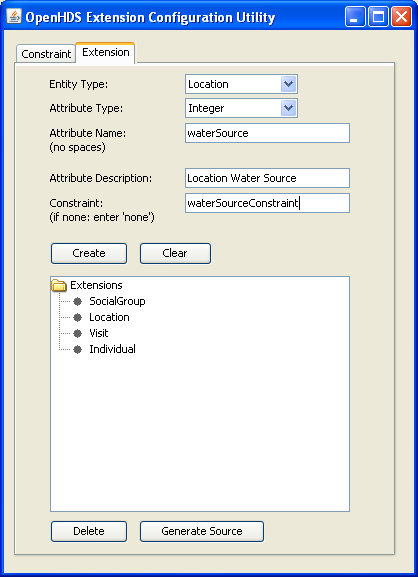 OpenHDS Extension Configuration Utility
Constraint Extension
Entity Type: Location
Attribute Type: Integer
Attribute Name: waterSource
(no spaces)
Attribute Description: Location Water Source
Constraint: waterSourceConstraint
(if none: enter 'none')
Create Clear
Extensions
SocialGroup
Location
Visit
Individual
Delete Generate Source